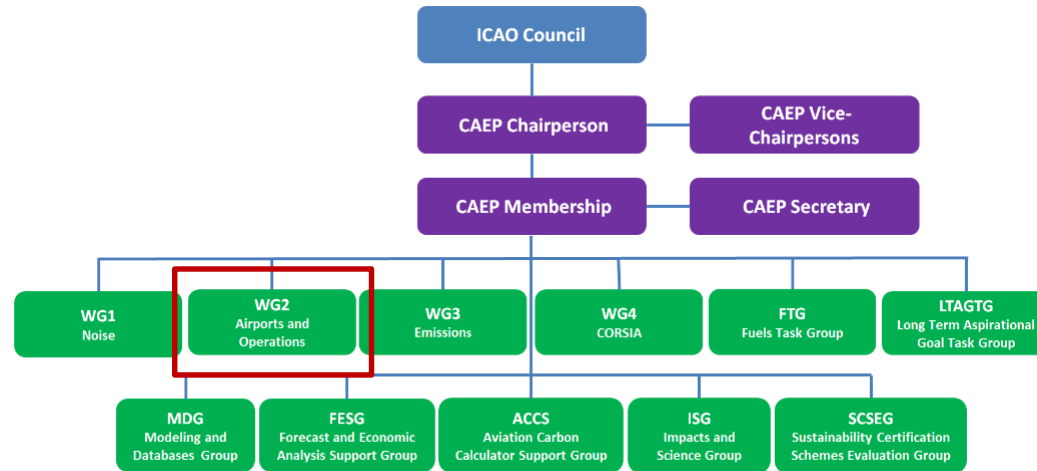 ICAO Council
CAEP Chairperson
CAEP Vice-
Chairpersons
CAEP Membership
CAEP Secretary
WG1
Noise
WG2
Airports and
Operations
WG3
Emissions
WG4
CORSIA
FTG
Fuels Task Group
LTAGTG
Long Term Aspirational
Goal Task Group
MDG
Modeling and
Databases Group
FESG
Forecast and Economic
Analysis Support Group
ACCS
Aviation Carbon
Calculator Support Group
ISG
Impacts and
Science Group
SCSEG
Sustainability Certification
Schemes Evaluation Group